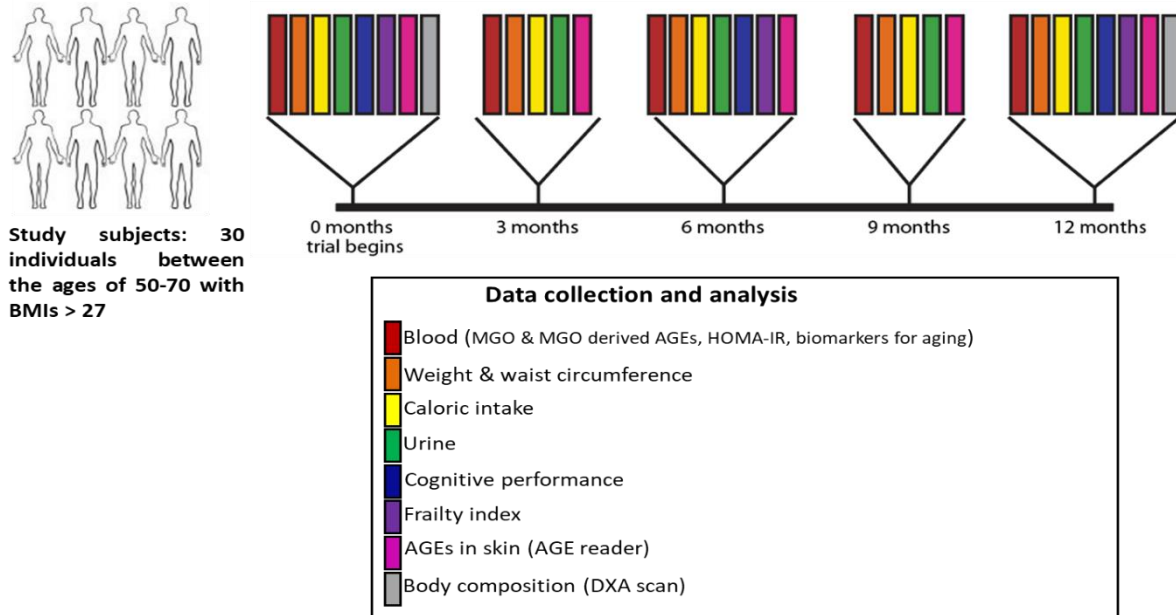 Study subjects: 30
individuals between
the ages of 50-70 with
BMIs > 27
0 months
trial begins
3 months
6 months
9 months
12 months
Data collection and analysis
Blood (MGO & MGO derived AGEs, HOMA-IR, biomarkers for aging)
Weight & waist circumference
Caloric intake
Urine
Cognitive performance
Frailty index
AGEs in skin (AGE reader)
Body composition (DXA scan)